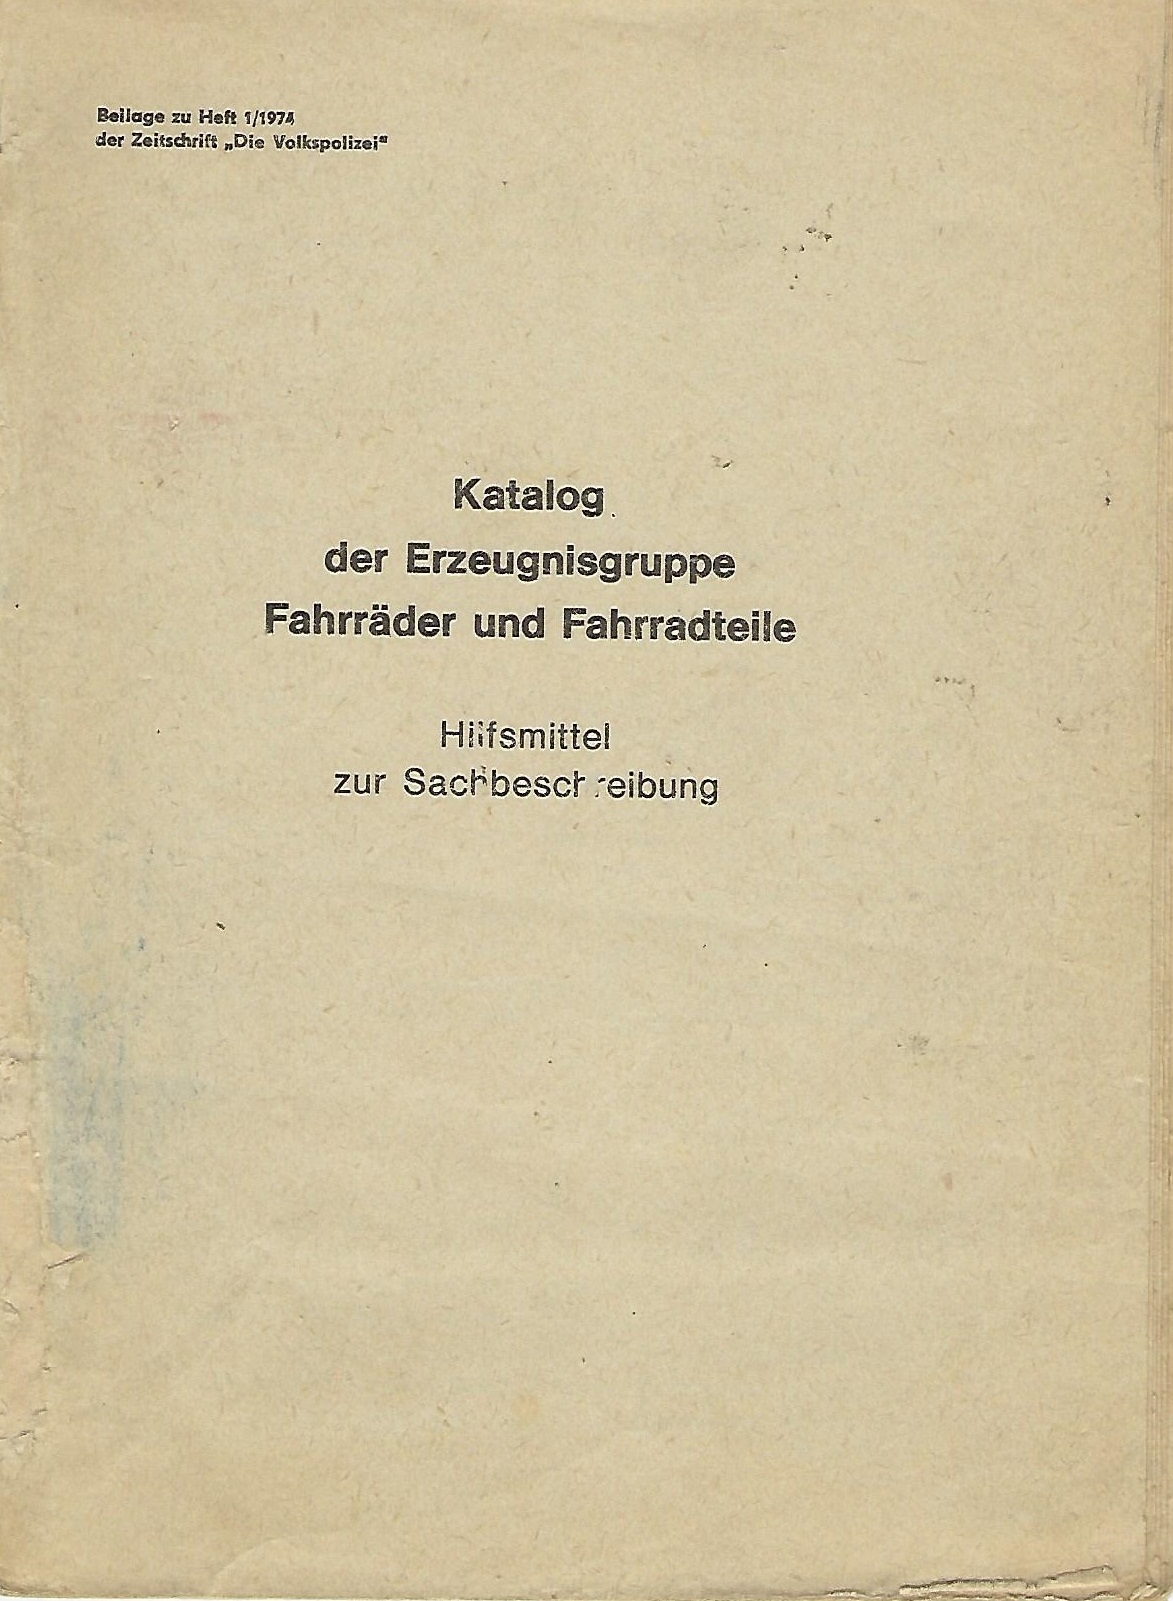 Beilage zu Heft 1/1974
der Zeitschrift „Die Volkspolizei“
Katalog
der Erzeugnisgruppe
Fahrräder und Fahrradteile
Hilfsmittel
zur Sachbeschreibung